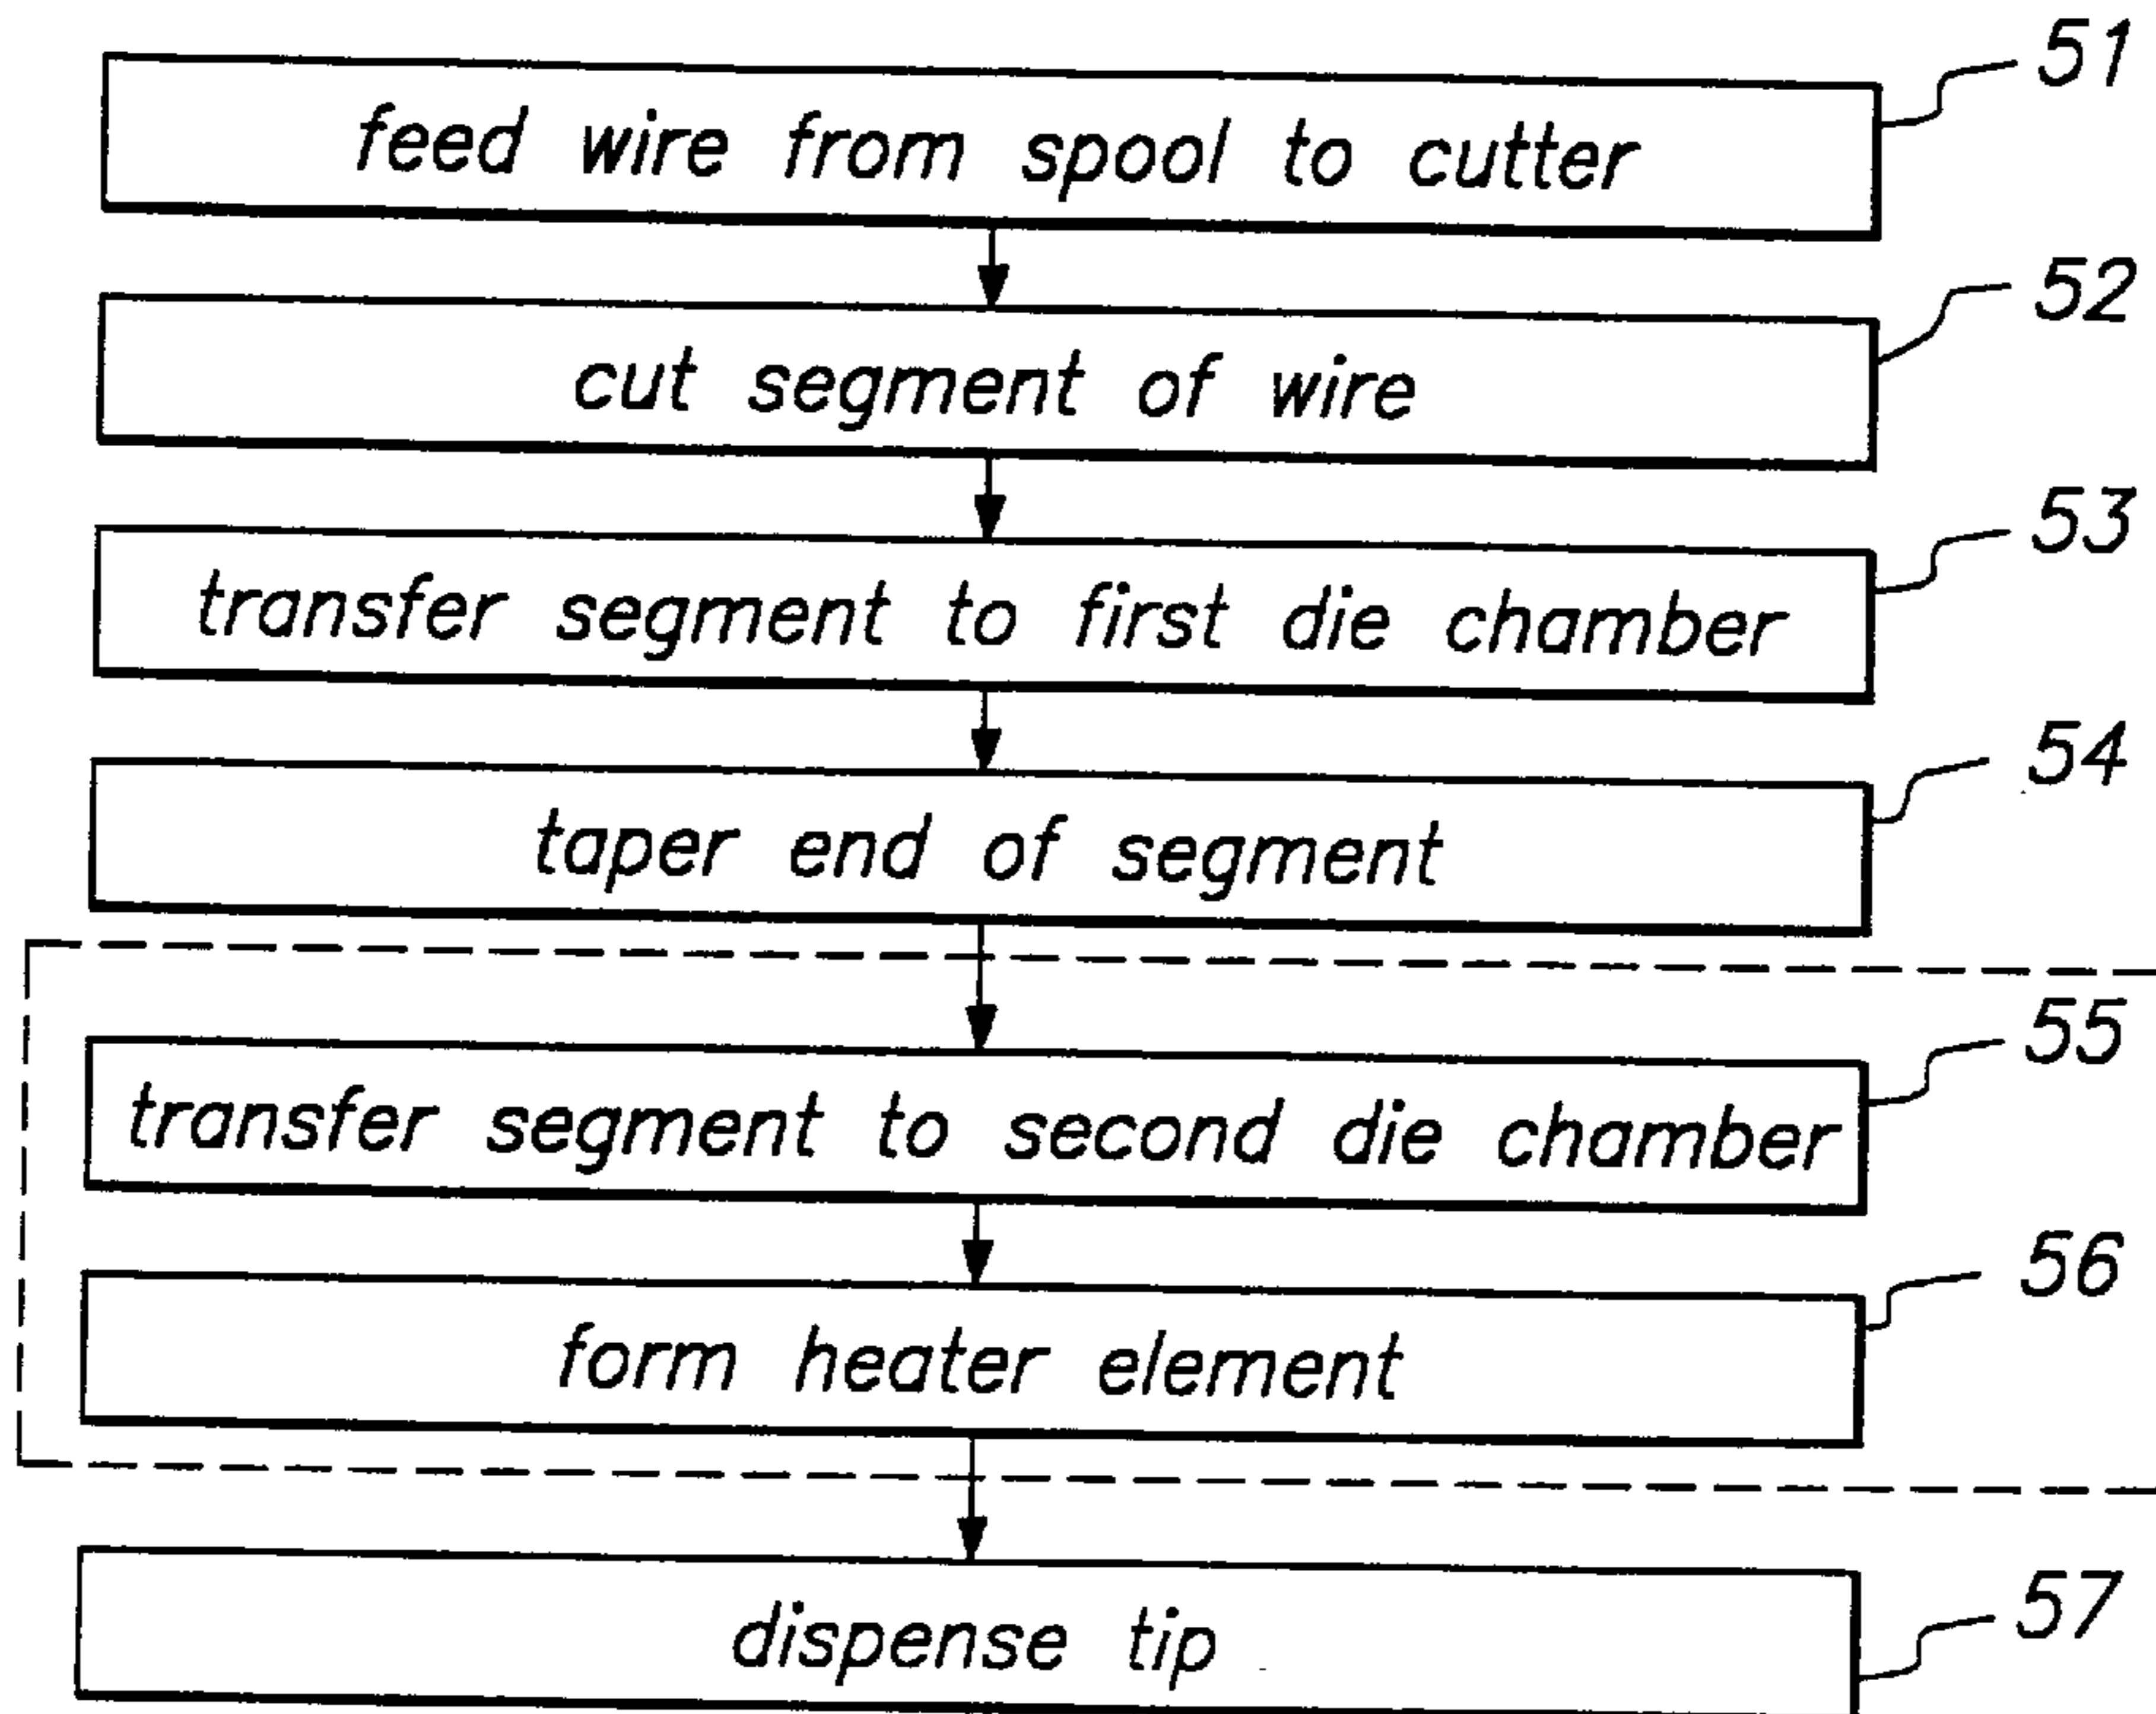 51
feed wire from spool to cutter
52
cut segment of wire
53
transfer segment to first die chamber
54
taper end of segment
55
transfer segment to second die chamber
56
form heater element
57
dispense tip